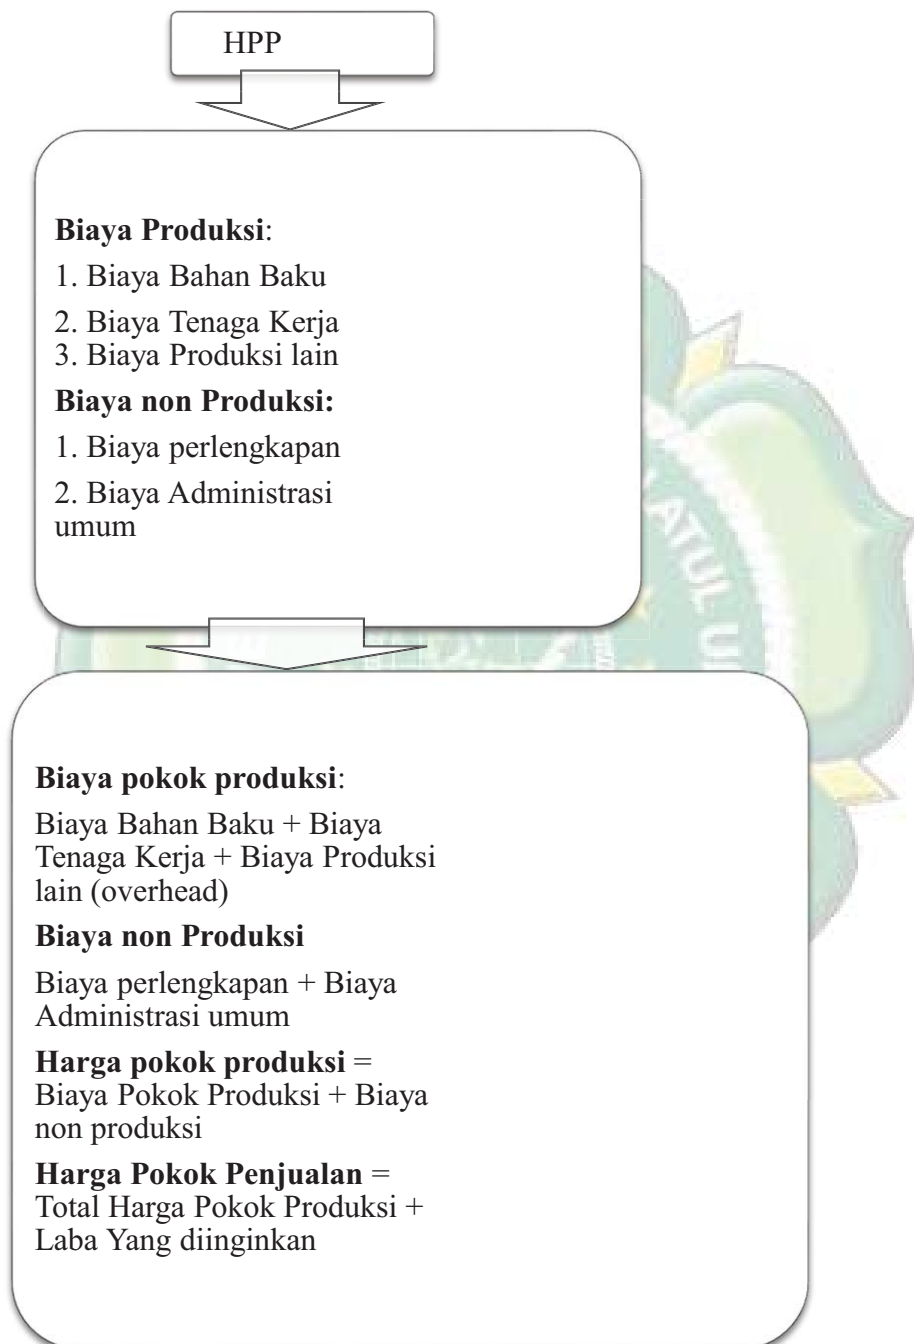 HPP
Biaya Produksi:
1. Biaya Bahan Baku
2. Biaya Tenaga Kerja
3. Biaya Produksi lain
Biaya non Produksi:
1. Biaya perlengkapan
2. Biaya Administrasi
umum
Biaya pokok produksi:
Biaya Bahan Baku + Biaya
Tenaga Kerja + Biaya Produksi
lain (overhead)
Biaya non Produksi
Biaya perlengkapan + Biaya
Administrasi umum
Harga pokok produksi =
Biaya Pokok Produksi + Biaya
non produksi
Harga Pokok Penjualan =
Total Harga Pokok Produksi +
Laba Yang diinginkan
ATUL U